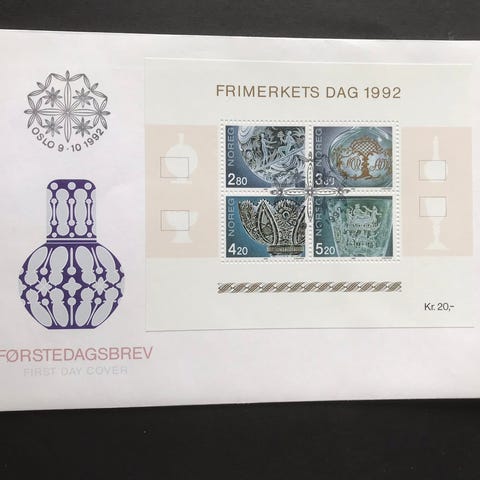 OSLO 9-10 1992
FRIMERKETS DAG 1992
NOREG
2.80
NOREG
3.30
NOREG
4.20
NOREG
5.20
Kr. 20,-
FØRSTEDAGSBREV
FIRST DAY COVER